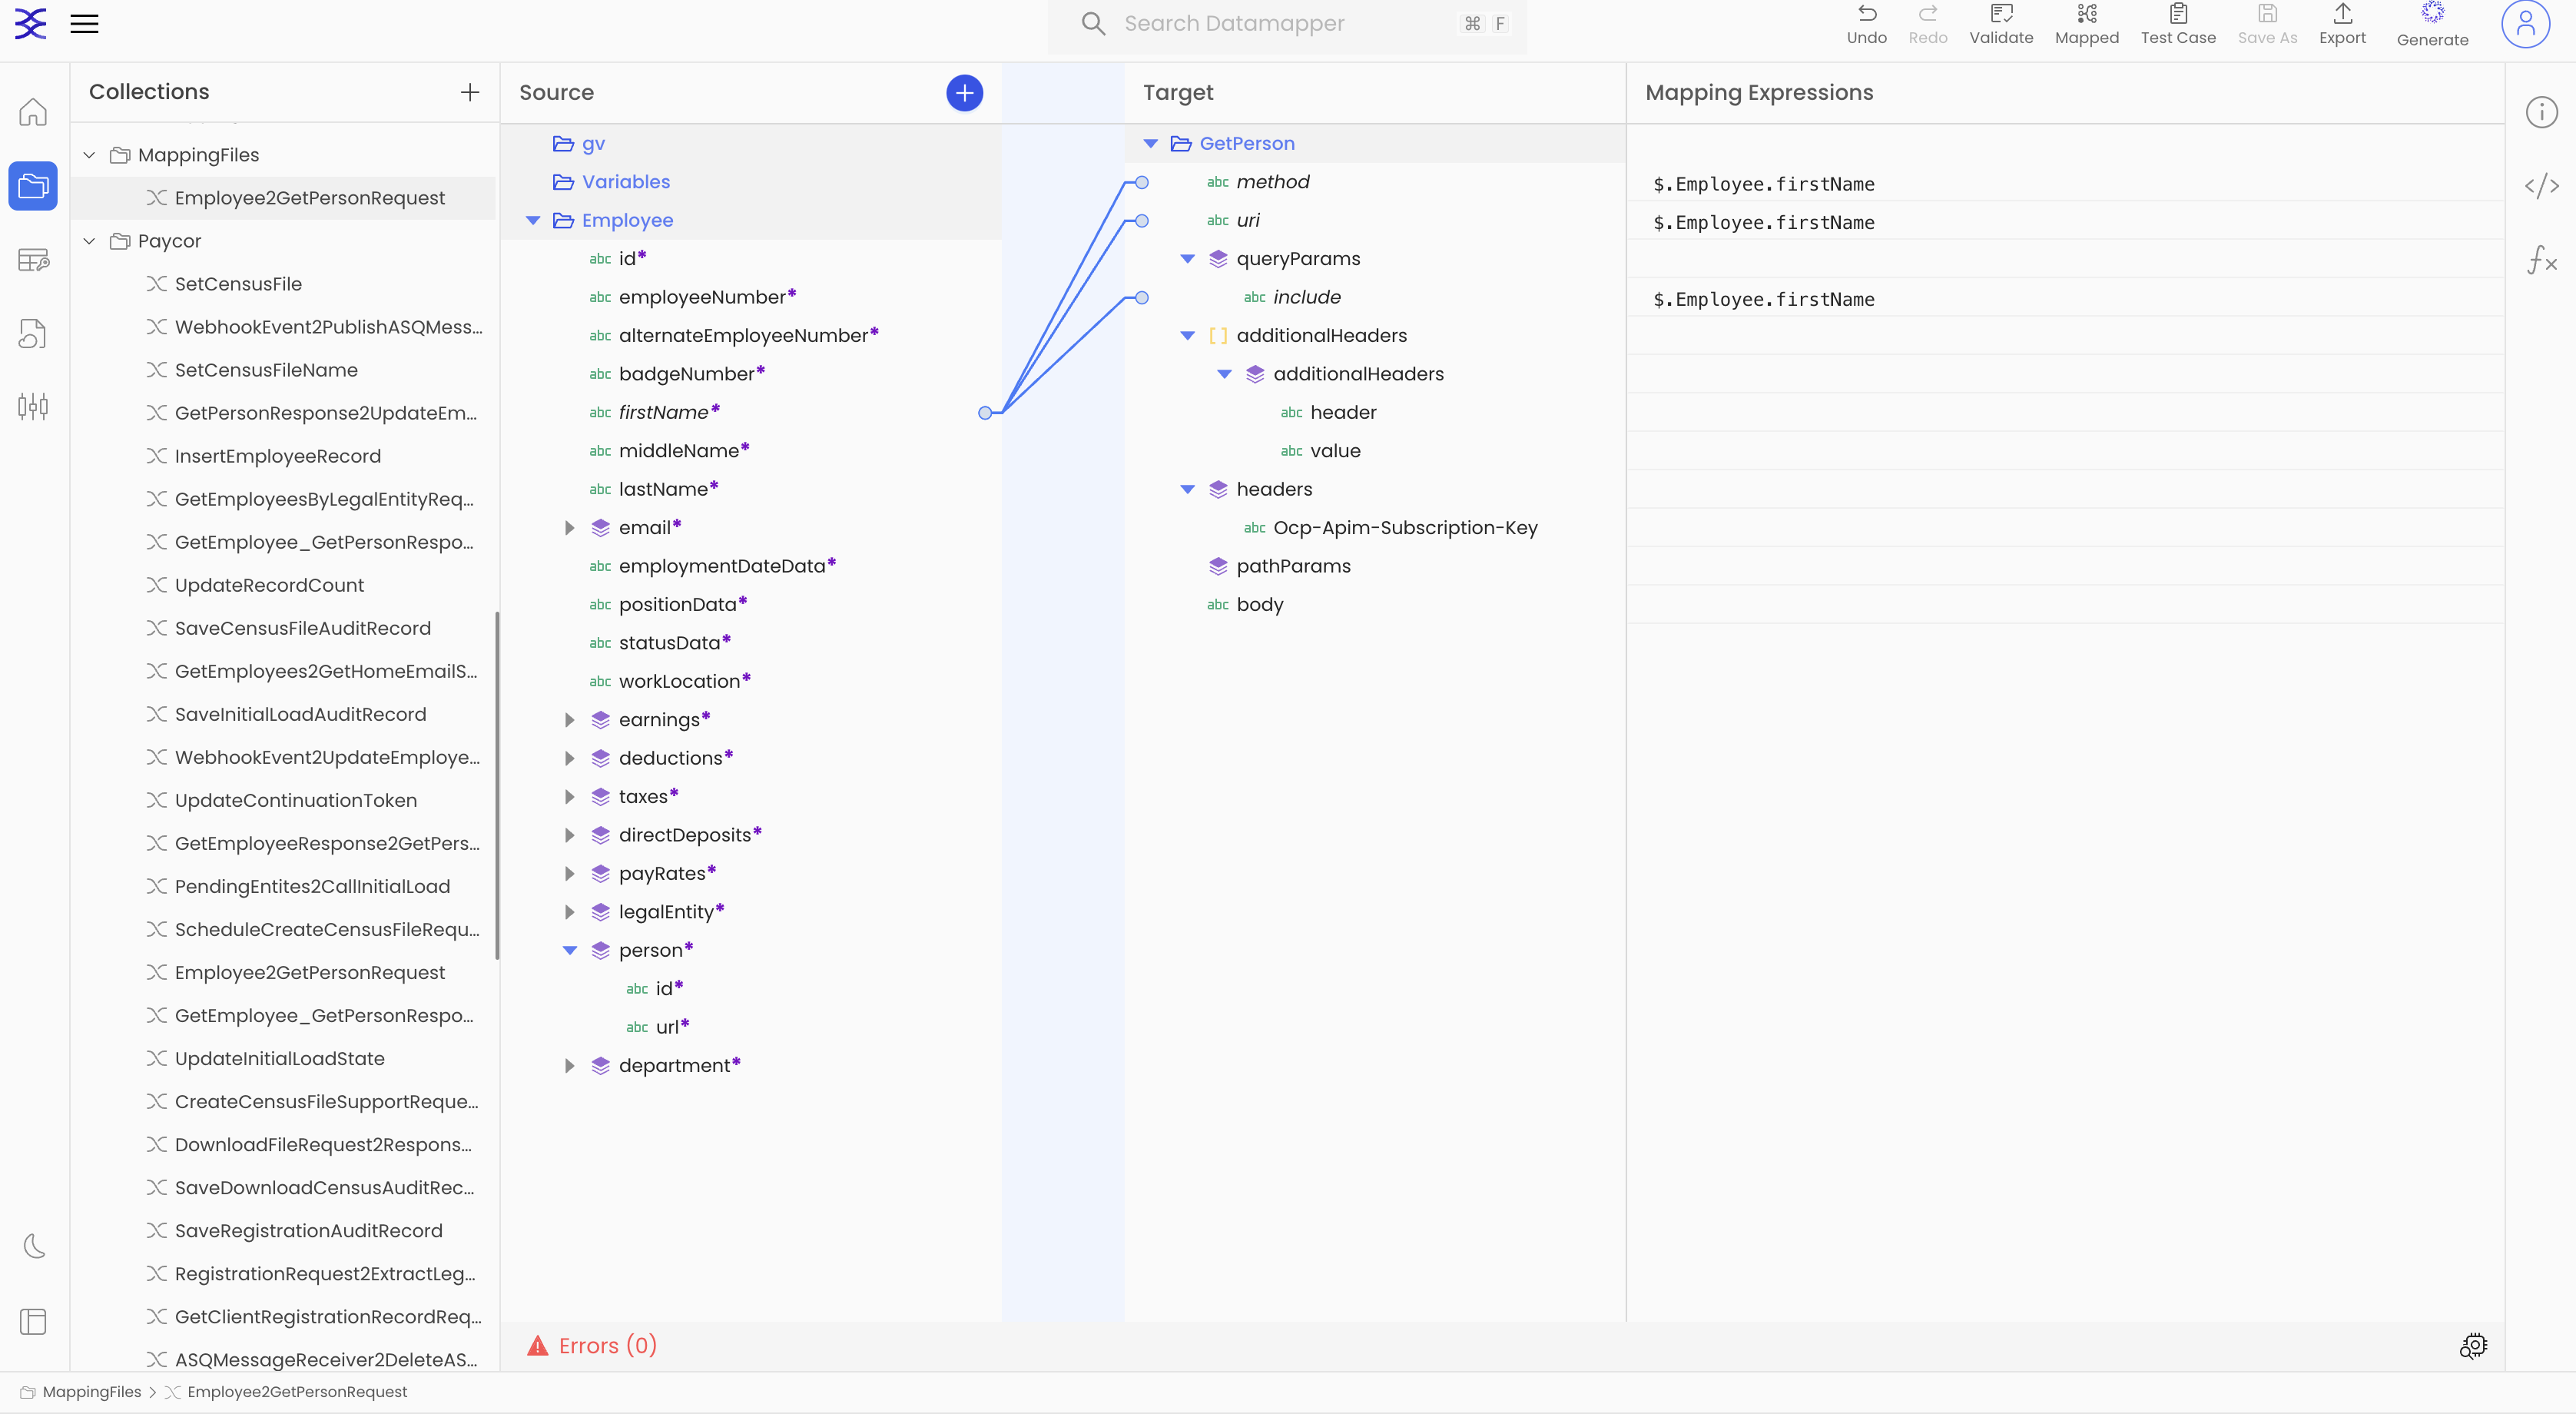 Search Datamapper
⌘ F
Undo
Redo
Validate
Mapped
Test Case
Save As
Export
Generate
Collections
MappingFiles
Employee2GetPersonRequest
Paycor
SetCensusFile
WebhookEvent2PublishASQMess...
SetCensusFileName
GetPersonResponse2UpdateEm...
InsertEmployeeRecord
GetEmployeesByLegalEntityReq...
GetEmployee_GetPersonRespo...
UpdateRecordCount
SaveCensusFileAuditRecord
GetEmployees2GetHomeEmailS...
SaveInitialLoadAuditRecord
WebhookEvent2UpdateEmploye...
UpdateContinuationToken
GetEmployeeResponse2GetPers...
PendingEntites2CallInitialLoad
ScheduleCreateCensusFileRequ...
Employee2GetPersonRequest
GetEmployee_GetPersonRespo...
UpdateInitialLoadState
CreateCensusFileSupportReque...
DownloadFileRequest2Respons...
SaveDownloadCensusAuditRec...
SaveRegistrationAuditRecord
RegistrationRequest2ExtractLeg...
GetClientRegistrationRecordReq...
ASQMessageReceiver2DeleteAS...
Source
gv
Variables
Employee
abc id*
abc employeeNumber*
abc alternateEmployeeNumber*
abc badgeNumber*
abc firstName*
abc middleName*
abc lastName*
email*
abc employmentDateData*
abc positionData*
abc statusData*
abc workLocation*
earnings*
deductions*
taxes*
directDeposits*
payRates*
legalEntity*
person*
abc id*
abc url*
department*
Target
GetPerson
abc method
abc uri
queryParams
abc include
[ ] additionalHeaders
additionalHeaders
abc header
abc value
headers
abc Ocp-Apim-Subscription-Key
pathParams
abc body
Mapping Expressions
$.Employee.firstName
$.Employee.firstName
$.Employee.firstName
Errors (0)
MappingFiles > Employee2GetPersonRequest